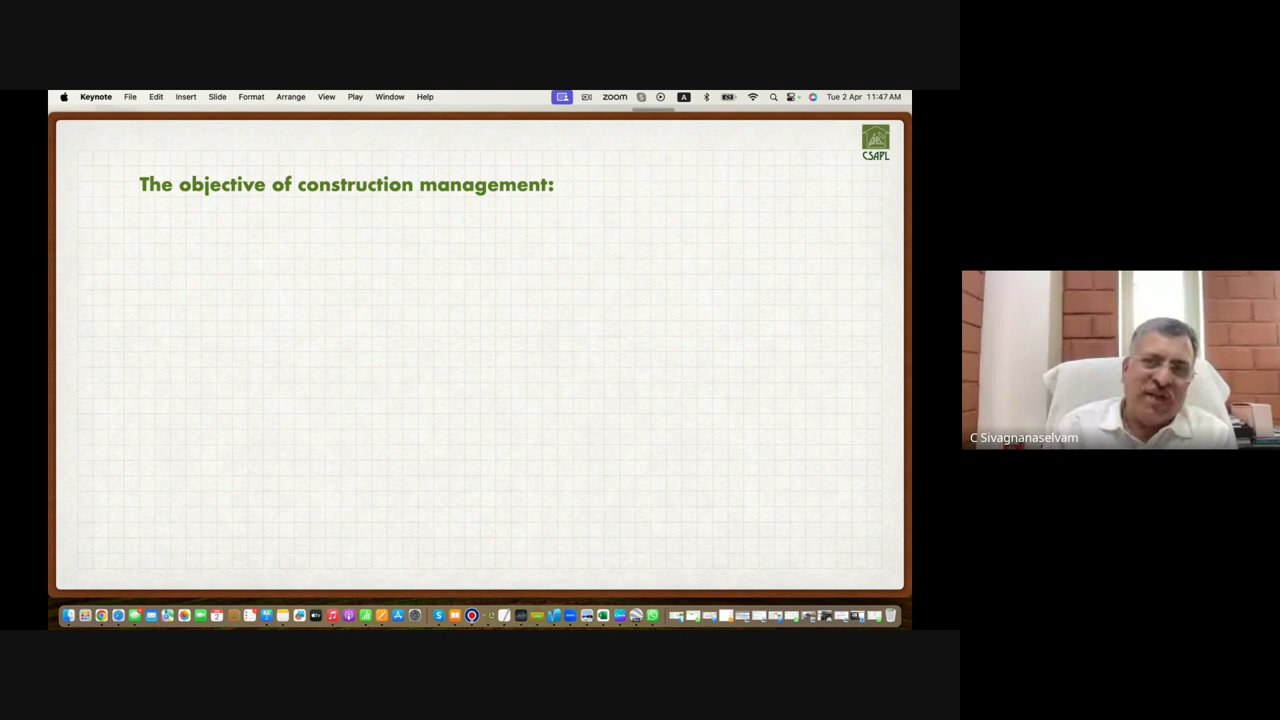 Keynote File Edit Insert Slide Format Arrange View Play Window Help zoom A Tue 2 Apr 11:47 AM
CSAPL
The objective of construction management:
C Sivagnanaselvam